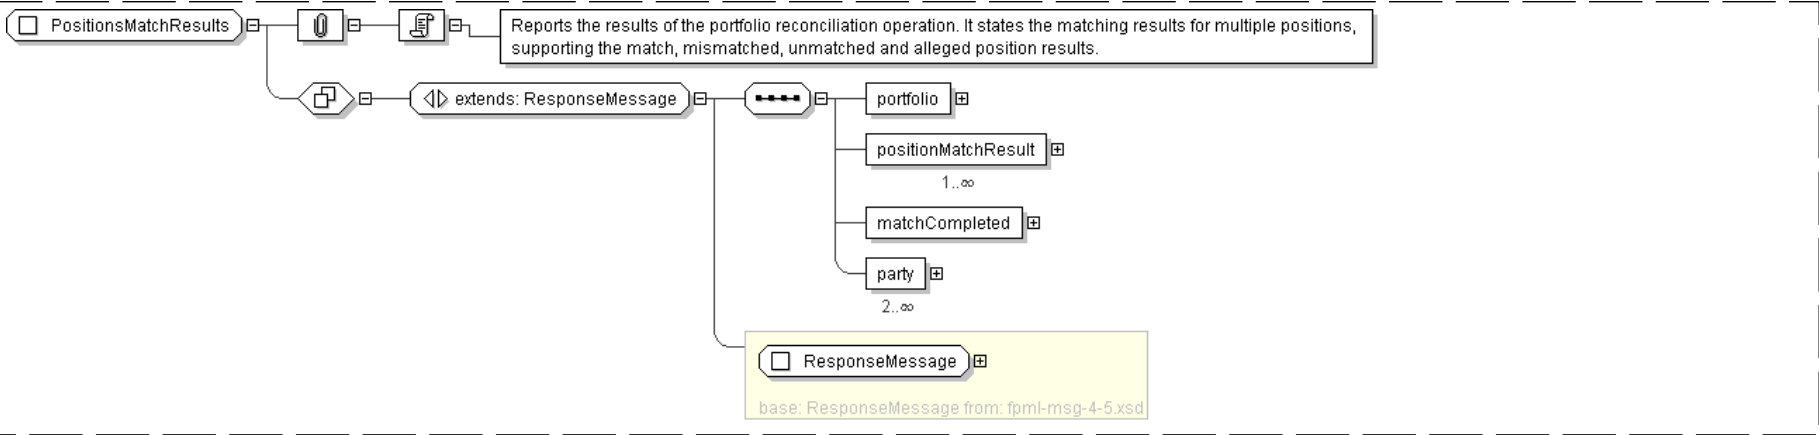 PositionsMatchResults
Reports the results of the portfolio reconciliation operation. It states the matching results for multiple positions,
supporting the match, mismatched, unmatched and alleged position results.
extends: ResponseMessage
portfolio
positionMatchResult
1..∞
matchCompleted
party
2..∞
ResponseMessage
base: ResponseMessage from: fpml-msg-4-5.xsd